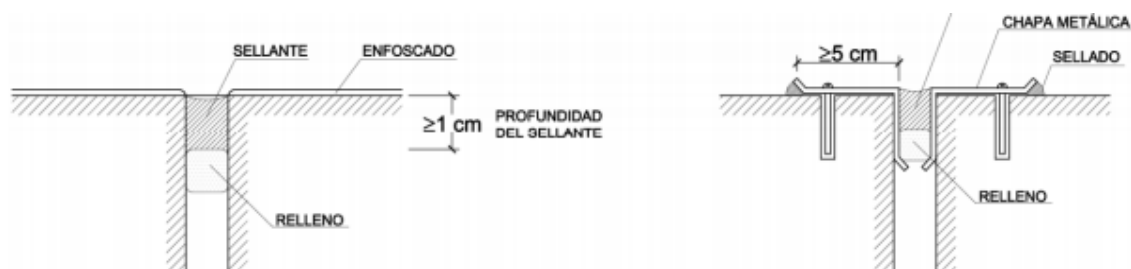 SELLANTE
ENFOSCADO
≥1 cm
PROFUNDIDAD
DEL SELLANTE
RELLENO
CHAPA METÁLICA
≥5 cm
SELLADO
RELLENO